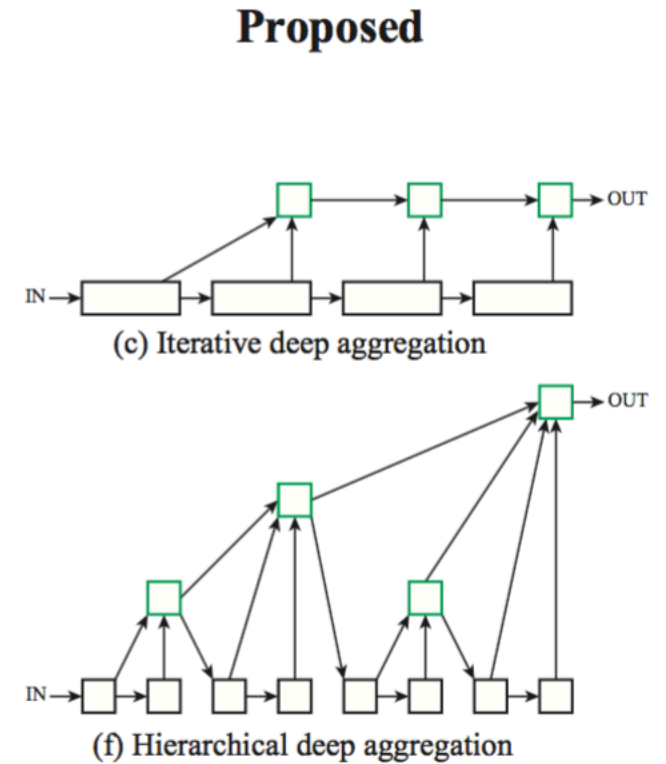 Proposed
OUT
IN
(c) Iterative deep aggregation
OUT
IN
(f) Hierarchical deep aggregation